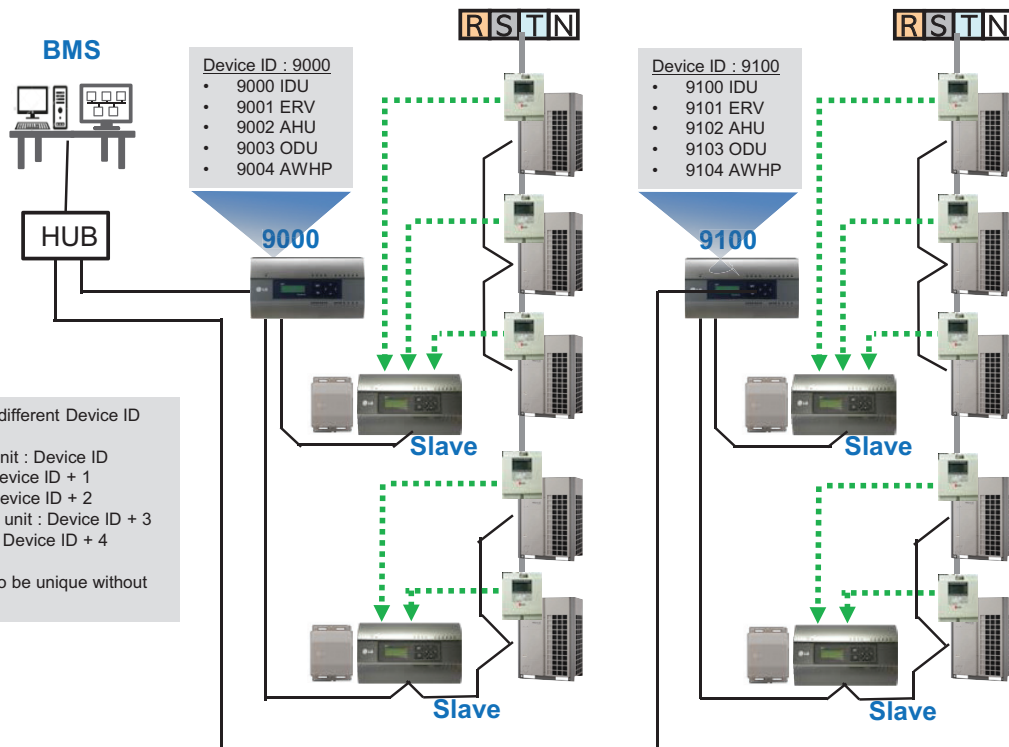 BMS
HUB
Device ID : 9000
• 9000 IDU
• 9001 ERV
• 9002 AHU
• 9003 ODU
• 9004 AWHP
9000
Slave
Slave
R S T N
Device ID : 9100
• 9100 IDU
• 9101 ERV
• 9102 AHU
• 9103 ODU
• 9104 AWHP
9100
Slave
Slave
R S T N
different Device ID
nit : Device ID
evice ID + 1
evice ID + 2
unit : Device ID + 3
Device ID + 4
o be unique without